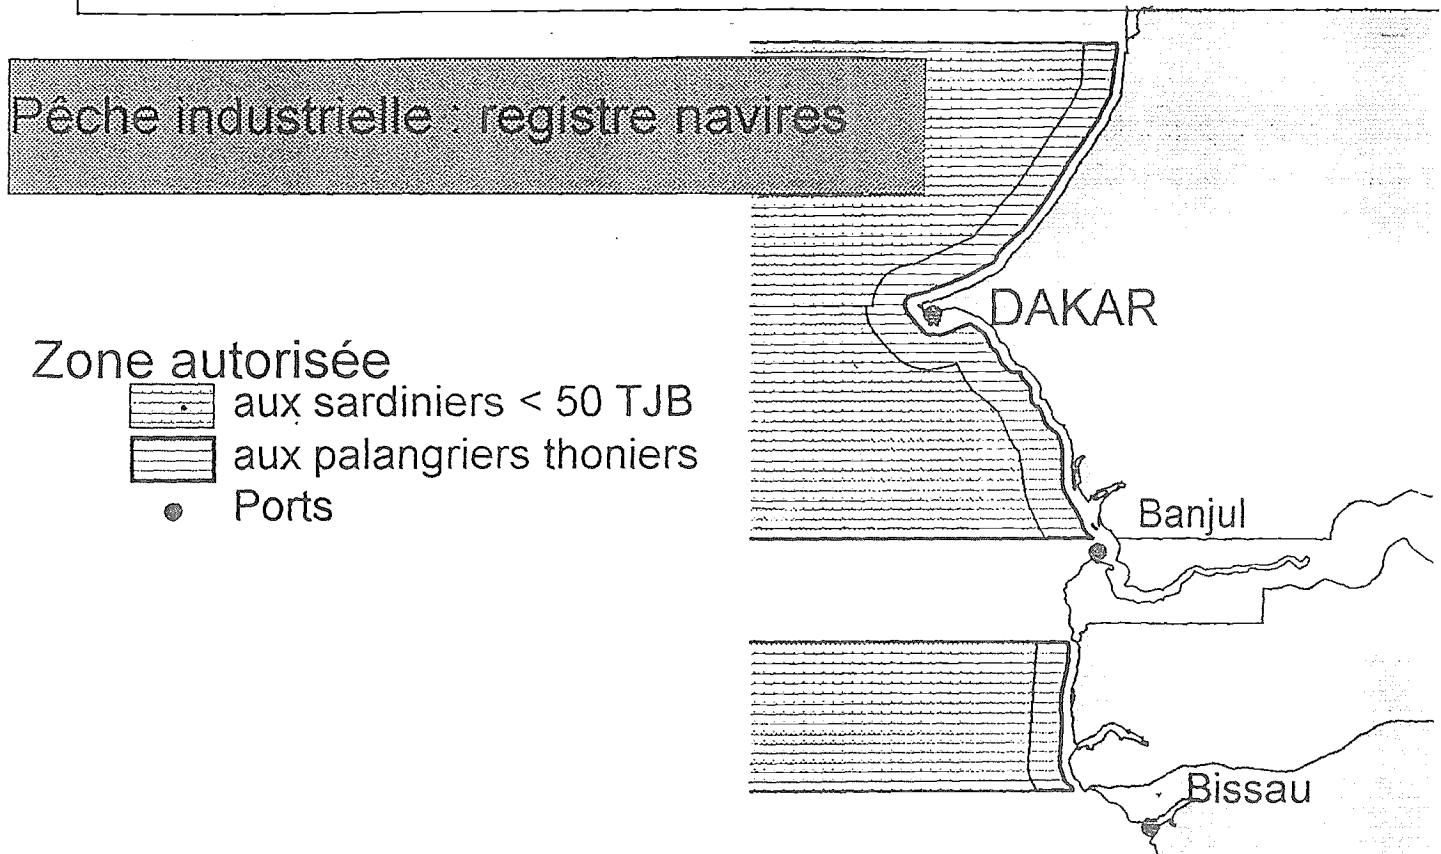 Pêche industrielle : registre navires
DAKAR
Zone autorisée
aux sardiniers < 50 TJB
aux palangriers thoniers
Ports
Banjul
Bissau